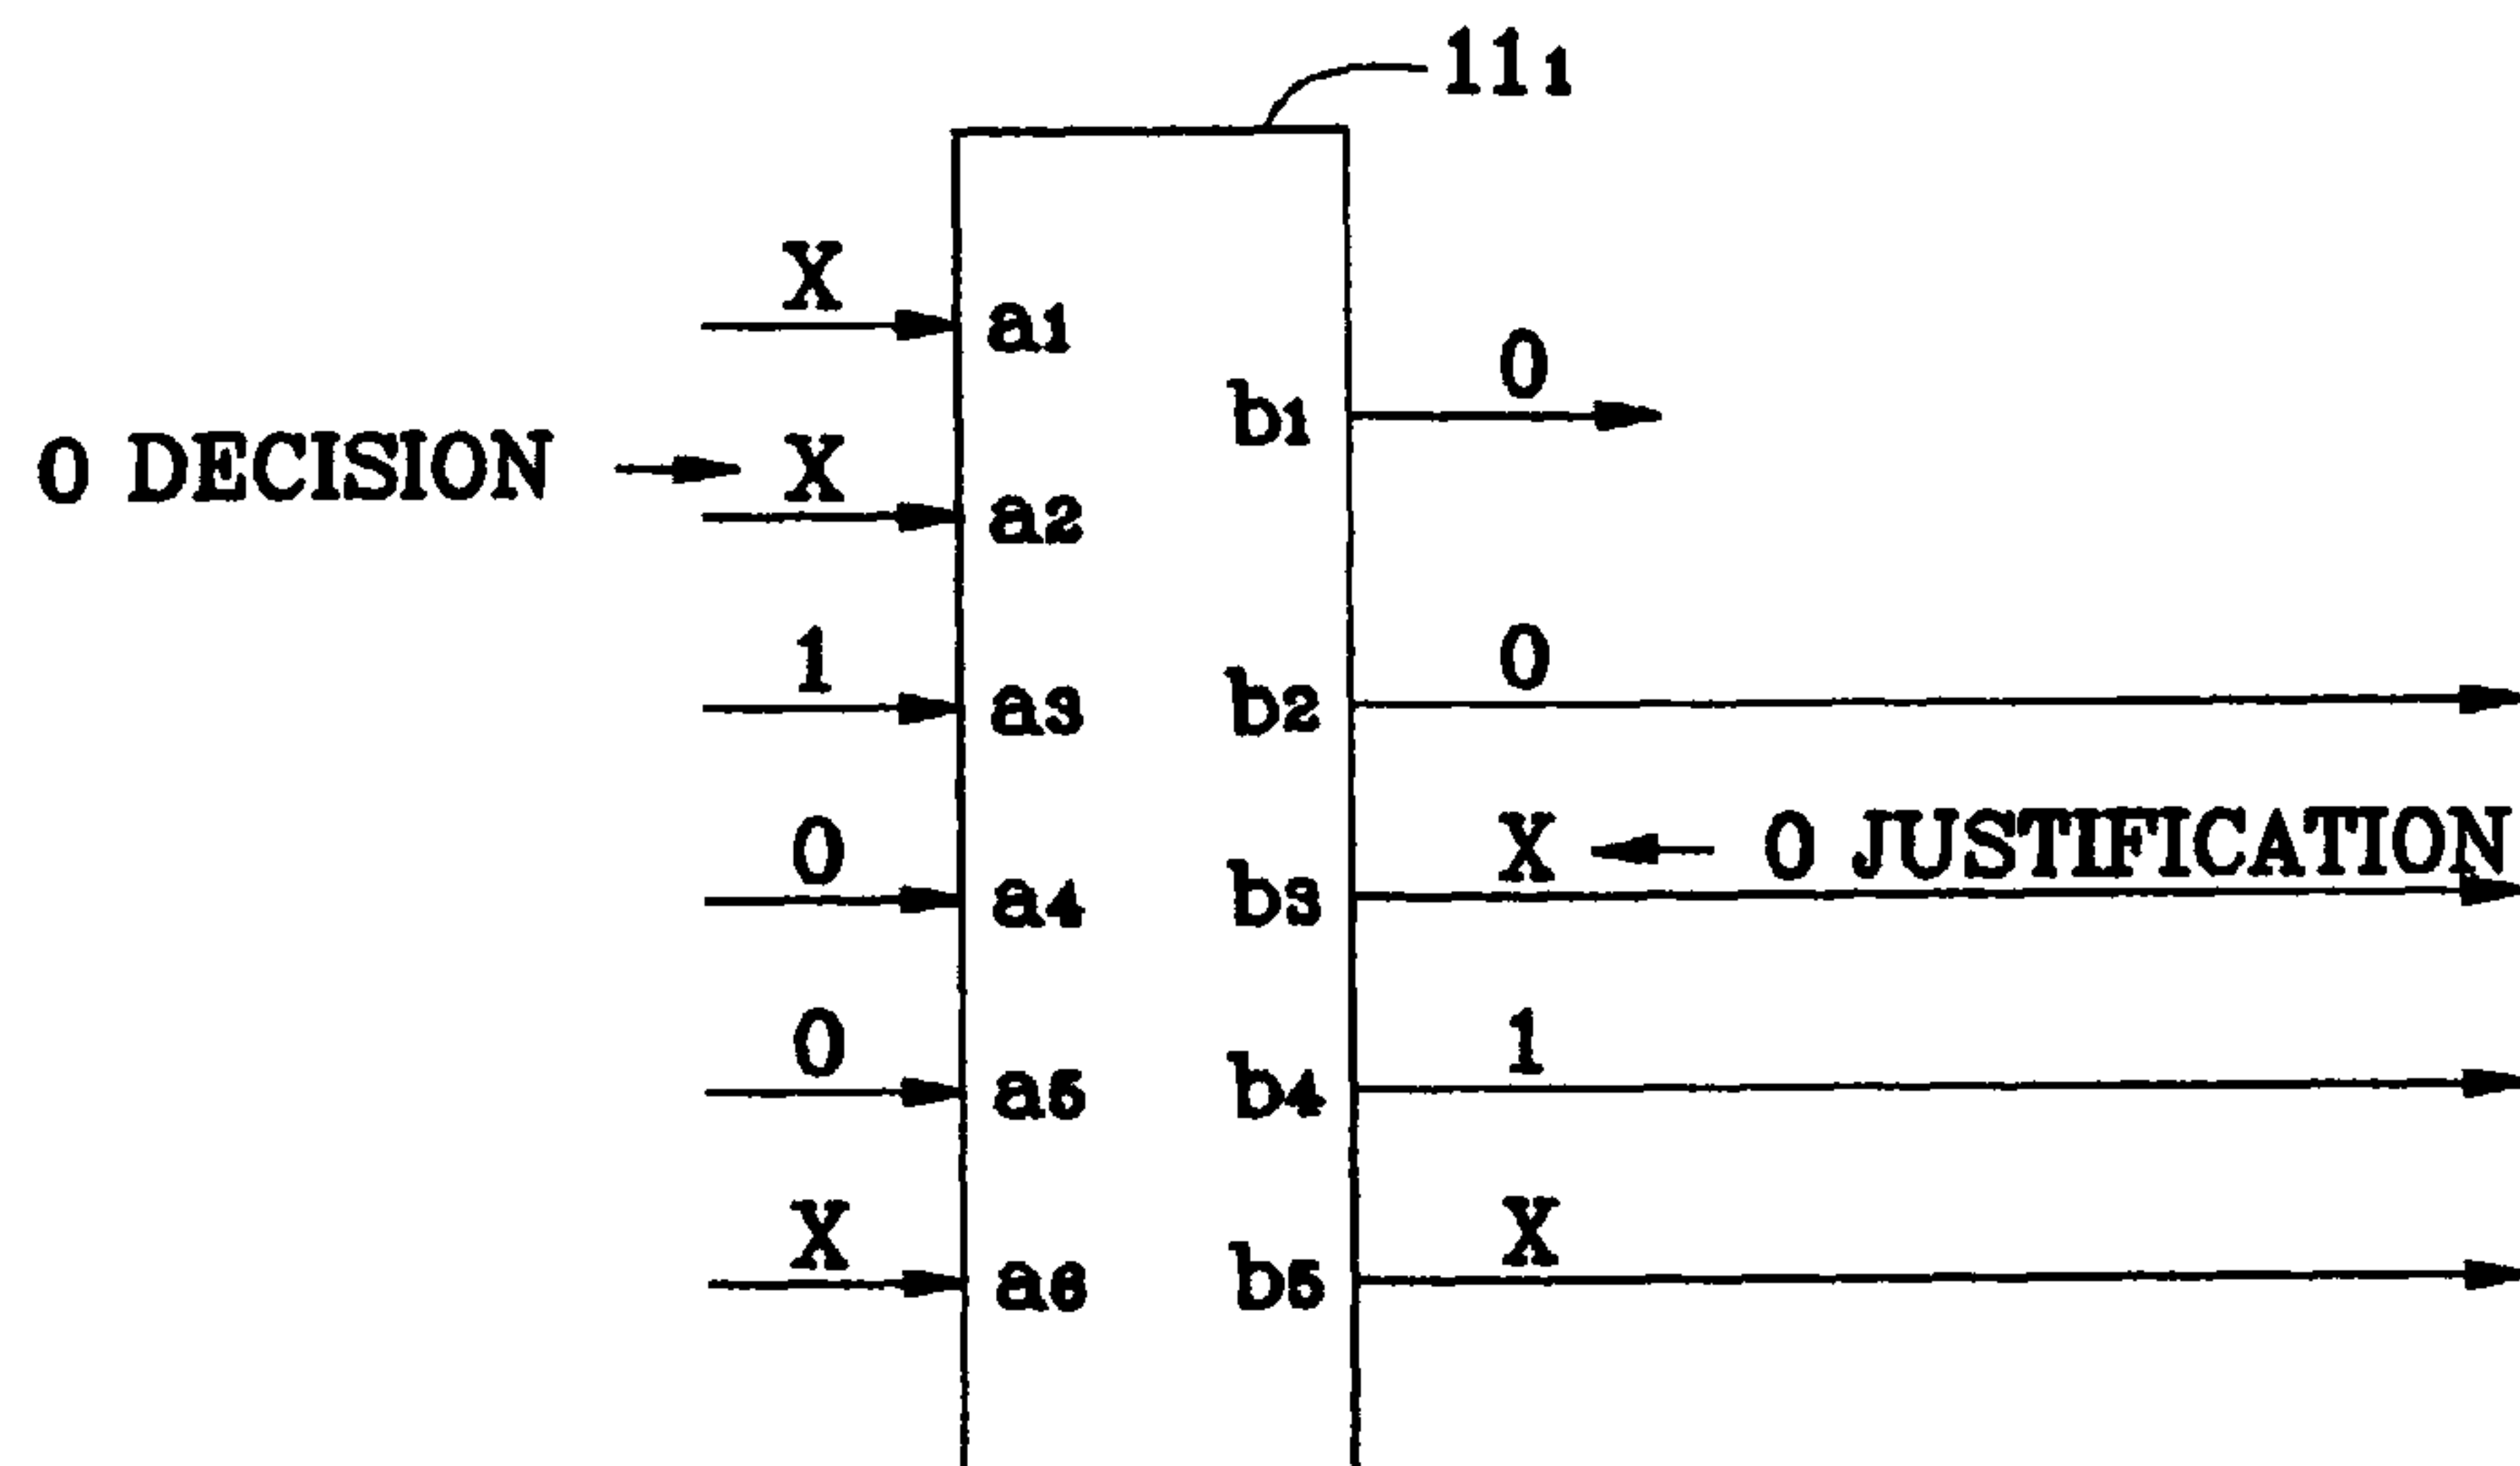 11₁
X
a1
0
b1
0 DECISION
X
a2
1
a3
0
b2
0
a4
X
0 JUSTIFICATION
b3
0
a5
1
b4
X
a6
X
b5